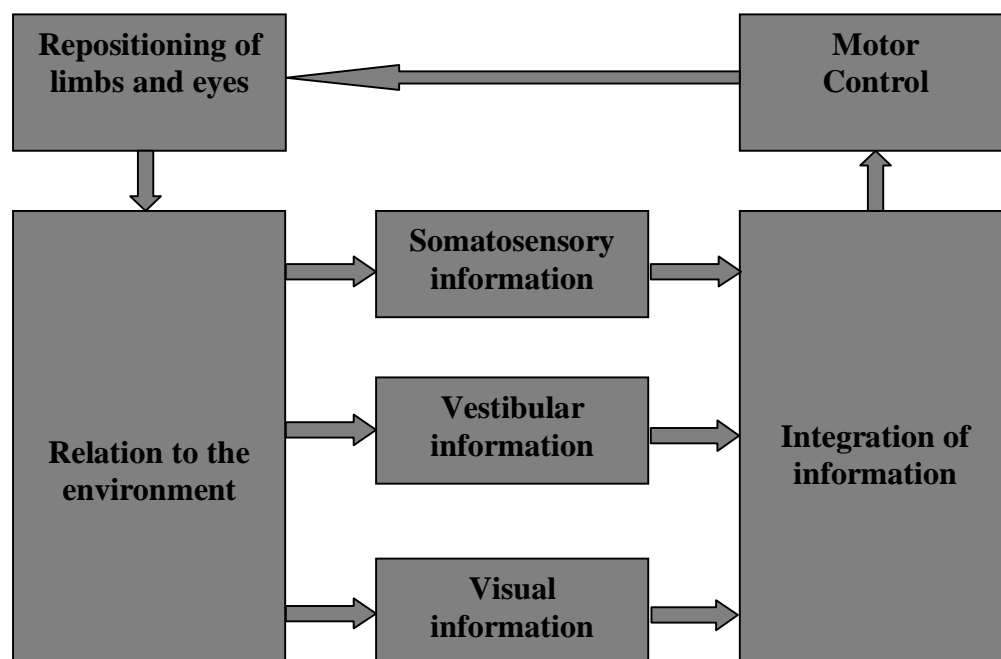 Repositioning of
limbs and eyes
Motor
Control
Somatosensory
information
Vestibular
information
Relation to the
environment
Integration of
information
Visual
information